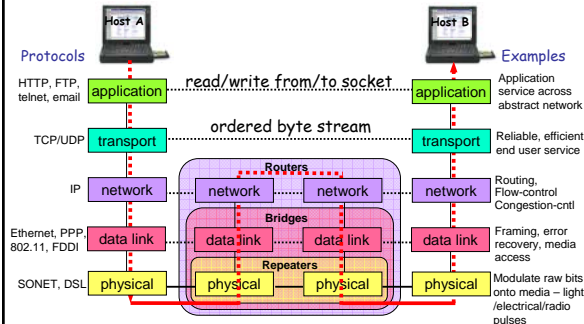 Host A
Host B
Protocols
Examples
HTTP, FTP,
telnet, email
application
read/write from/to socket
application
Application
service across
abstract network
TCP/UDP
transport
ordered byte stream
transport
Reliable, efficient
end user service
Routers
IP
network
network
network
network
Routing,
Flow-control
Congestion-cntl
Bridges
Ethernet, PPP,
802.11, FDDI
data link
data link
data link
data link
Framing, error
recovery, media
access
Repeaters
SONET, DSL
physical
physical
physical
physical
Modulate raw bits
onto media – light
/electrical/radio
pulses